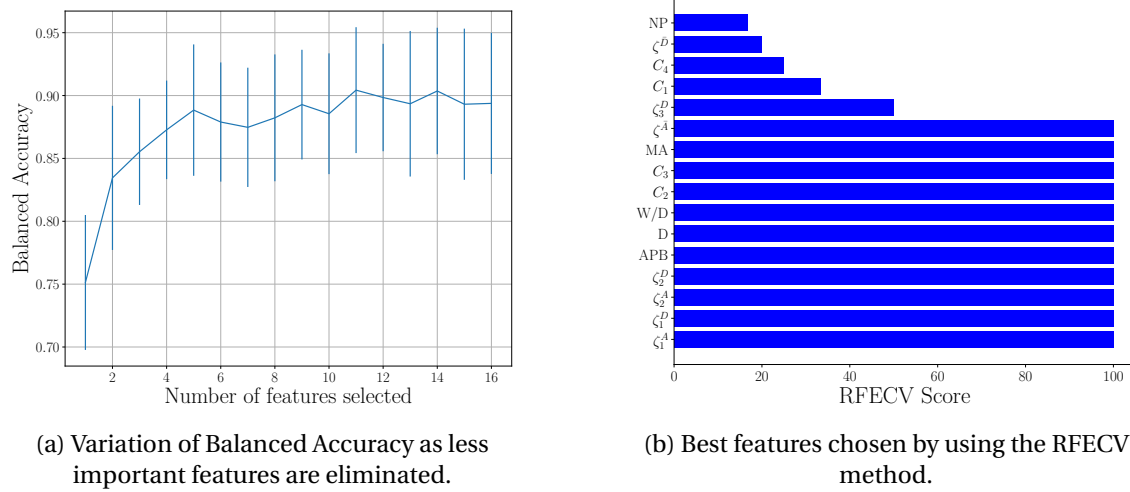 0.95
0.90
0.85
0.80
0.75
0.70
Balanced Accuracy
2 4 6 8 10 12 14 16
Number of features selected
(a) Variation of Balanced Accuracy as less
important features are eliminated.
NP
ζ^D̄
C₄
C₁
ζ₃^D
ζ^Ā
MA
C₃
C₂
W/D
D
APB
ζ₂^D
ζ₂^A
ζ₁^D
ζ₁^A
0 20 40 60 80 100
RFECV Score
(b) Best features chosen by using the RFECV
method.